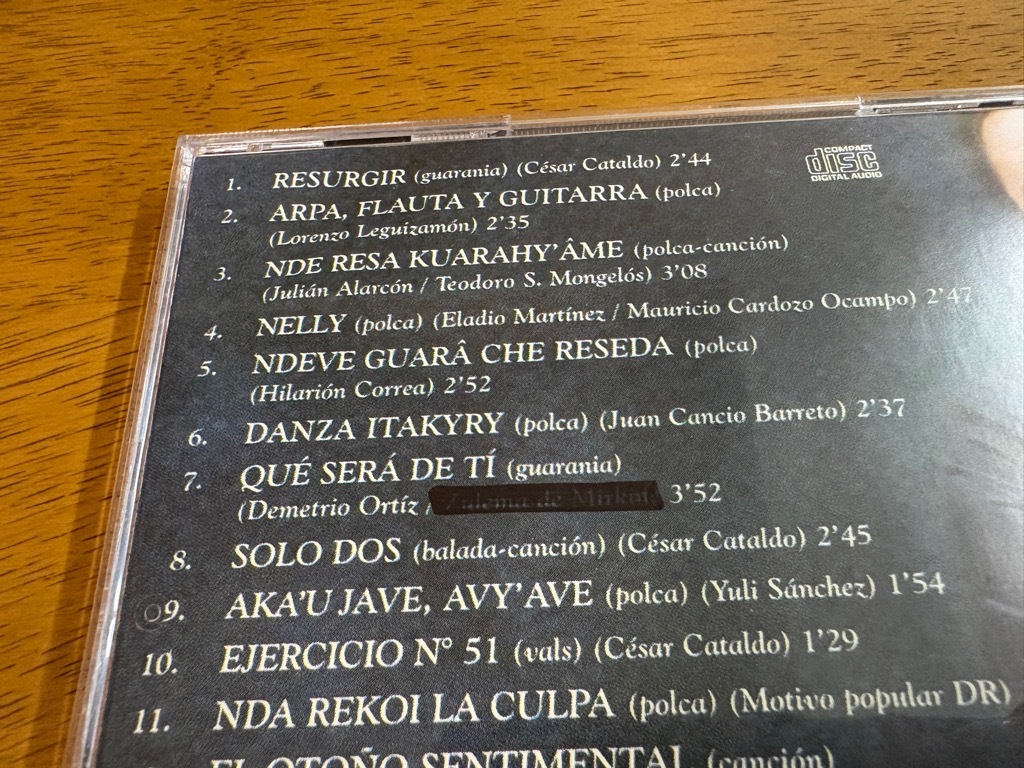 COMPACT
disc
DIGITAL AUDIO
1. RESURGIR (guarania) (César Cataldo) 2'44
2. ARPA, FLAUTA Y GUITARRA (polca)
(Lorenzo Leguizamón) 2'35
3. NDE RESA KUARAHY'ÂME (polca-canción)
(Julián Alarcón / Teodoro S. Mongelós) 3'08
4. NELLY (polca) (Eladio Martínez / Mauricio Cardozo Ocampo) 2'47
5. NDEVE GUARÂ CHE RESEDA (polca)
(Hilarión Correa) 2'52
6. DANZA ITAKYRY (polca) (Juan Cancio Barreto) 2'37
7. QUÉ SERÁ DE TÍ (guarania)
(Demetrio Ortíz / 3'52
8. SOLO DOS (balada-canción) (César Cataldo) 2'45
09. AKA'U JAVE, AVY'AVE (polca) (Yuli Sánchez) 1'54
10. EJERCICIO N° 51 (vals) (César Cataldo) 1'29
11. NDA REKOI LA CULPA (polca) (Motivo popular DR)
EL OTOÑO SENTIMENTAL (canción)